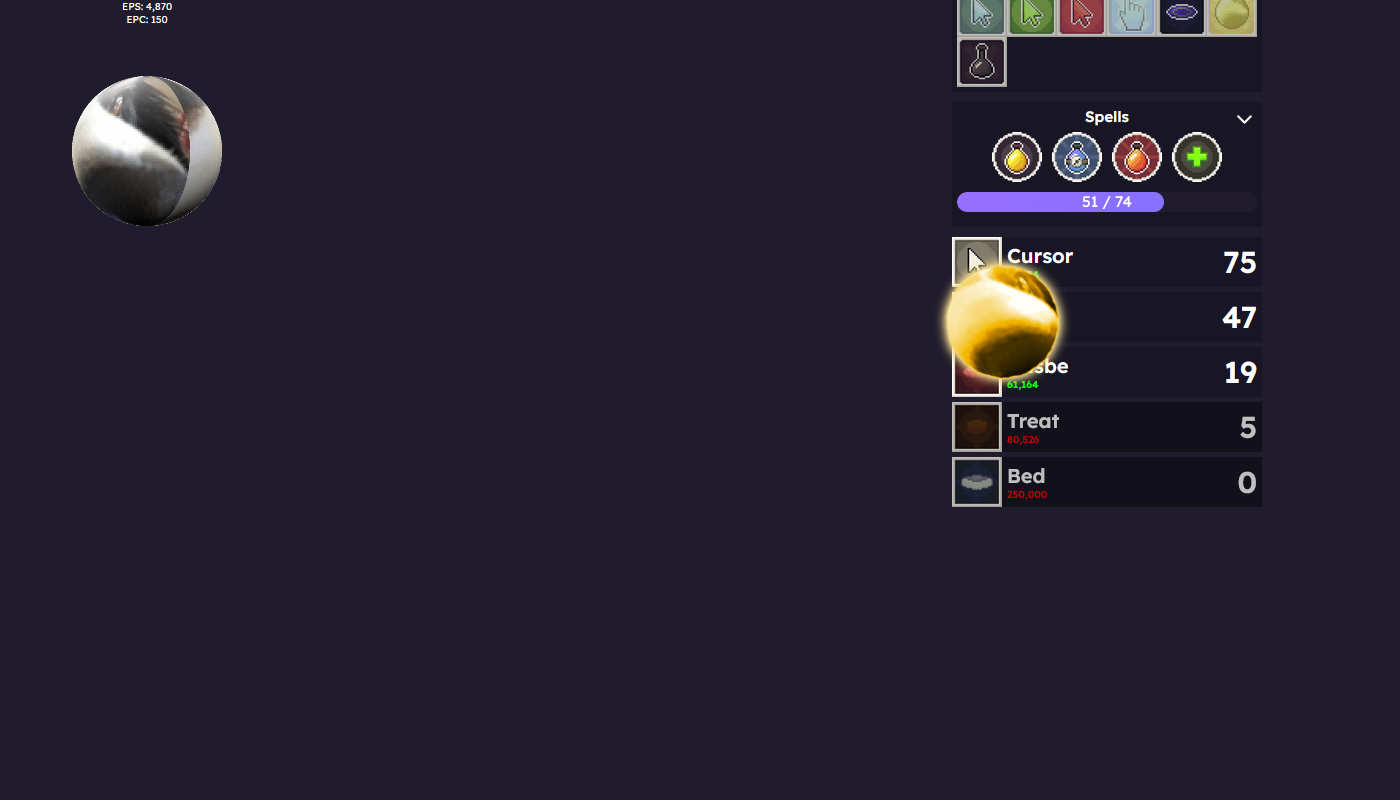 EPS: 4,870
EPC: 150
Spells
51 / 74
Cursor
75
47
19
61,164
Treat
5
80,526
Bed
0
250,000